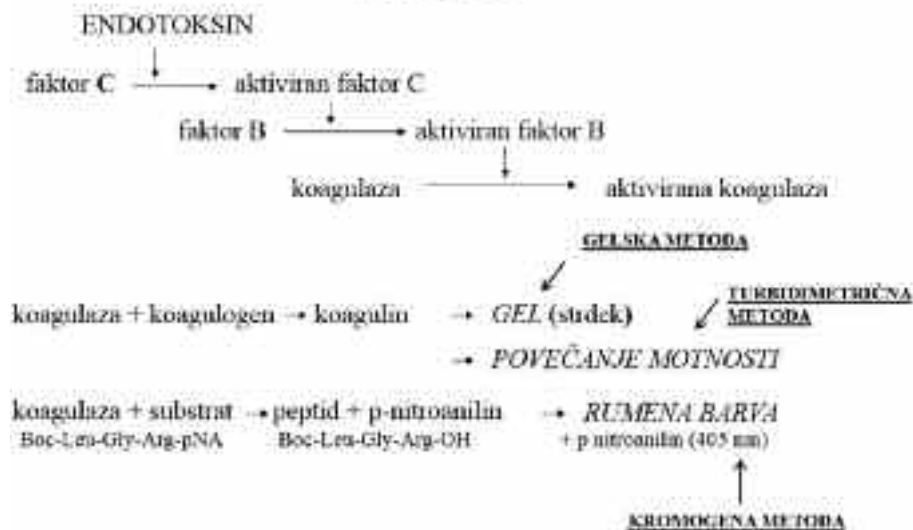 ENDOTOKSIN
faktor C → aktiviran faktor C
faktor B → aktiviran faktor B
koagulaza → aktivirana koagulaza
GELSKA METODA
koagulaza + koagulogen → koagulin → GEL (strdek)
TURBIDIMETRIČNA
METODA
→ POVEČANJE MOTNOSTI
koagulaza + substrat → peptid + p-nitroanilin → RUMENA BARVA
Boc-Leu-Gly-Arg-pNA Boc-Leu-Gly-Arg-OH + p nitroanilin (405 nm)
KROMOGENA METODA